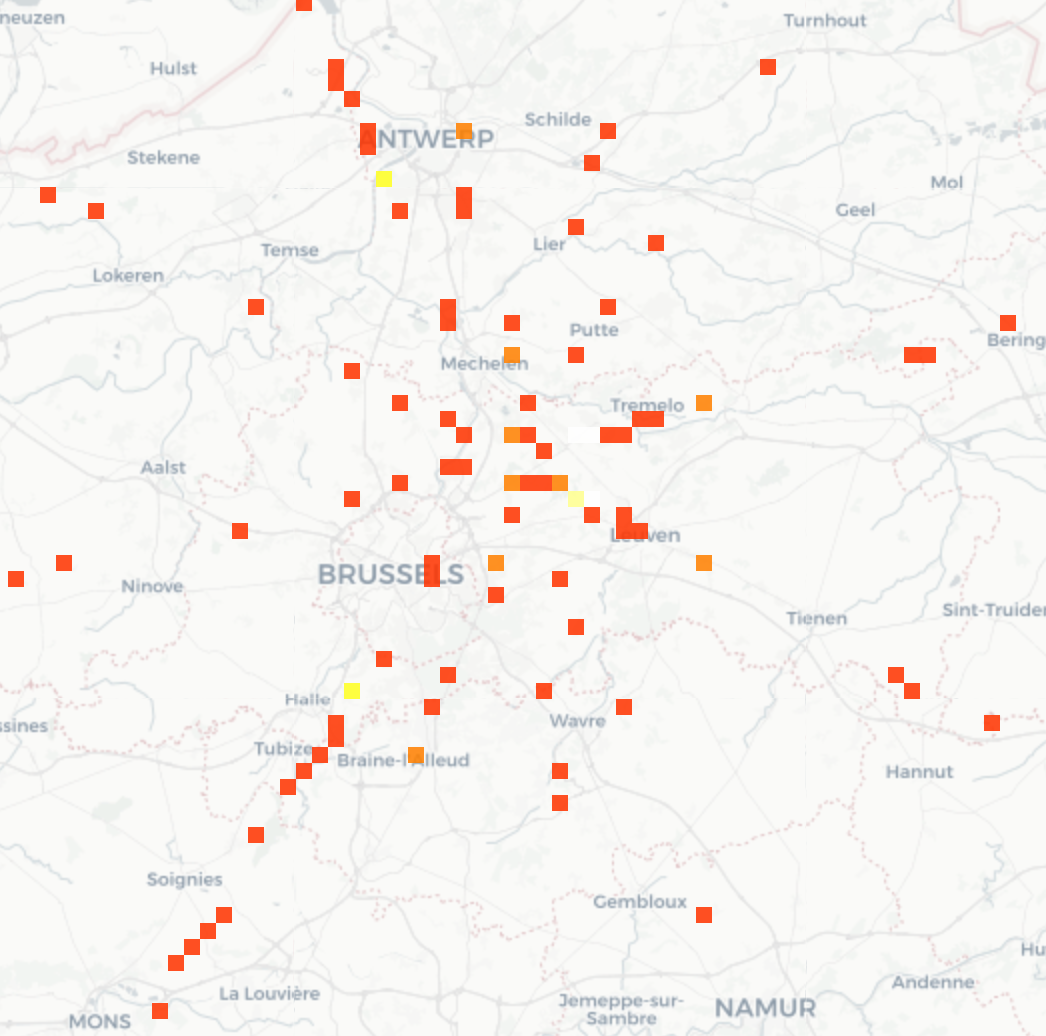 neuzen
Turnhout
Hulst
Schilde
ANTWERP
Stekene
Mol
Geel
Lier
Temse
Lokeren
Putte
Bering
Mechelen
Tremelo
Aalst
Leuven
BRUSSELS
Ninove
Sint-Truiden
Tienen
Halle
Wavre
ssines
Tubize
Braine-l'Alleud
Hannut
Soignies
Gembloux
Hu
Andenne
La Louvière
Jemeppe-sur-
Sambre
NAMUR
MONS